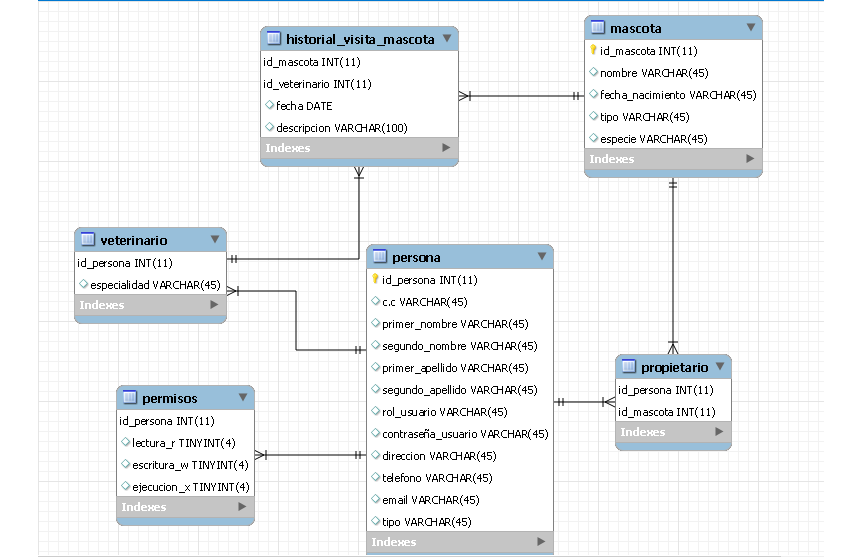 historial_visita_mascota
id_mascota INT(11)
id_veterinario INT(11)
fecha DATE
descripcion VARCHAR(100)
Indexes
mascota
id_mascota INT(11)
nombre VARCHAR(45)
fecha_nacimiento VARCHAR(45)
tipo VARCHAR(45)
especie VARCHAR(45)
Indexes
veterinario
id_persona INT(11)
especialidad VARCHAR(45)
Indexes
persona
id_persona INT(11)
c.c VARCHAR(45)
primer_nombre VARCHAR(45)
segundo_nombre VARCHAR(45)
primer_apellido VARCHAR(45)
segundo_apellido VARCHAR(45)
rol_usuario VARCHAR(45)
contraseña_usuario VARCHAR(45)
direccion VARCHAR(45)
telefono VARCHAR(45)
email VARCHAR(45)
tipo VARCHAR(45)
Indexes
propietario
id_persona INT(11)
id_mascota INT(11)
Indexes
permisos
id_persona INT(11)
lectura_r TINYINT(4)
escritura_w TINYINT(4)
ejecucion_x TINYINT(4)
Indexes